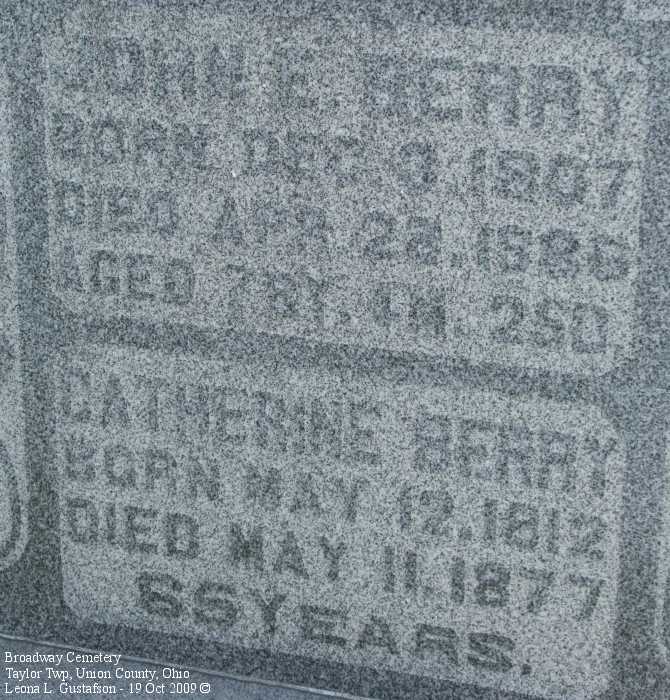 JOHN E. BERRY
BORN DEC. 3, 1807
DIED APR. 28, 1886
AGED 78Y. 4M. 25D
CATHERINE BERRY
BORN MAY 12, 1812
DIED MAY 11, 1877
65 YEARS.
Broadway Cemetery
Taylor Twp, Union County, Ohio
Leona L. Gustafson - 19 Oct 2009 ©